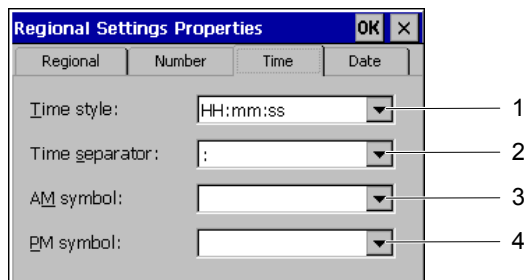 Regional Settings Properties OK ×
Regional Number Time Date
Time style: HH:mm:ss 1
Time separator: : 2
AM symbol: 3
PM symbol: 4